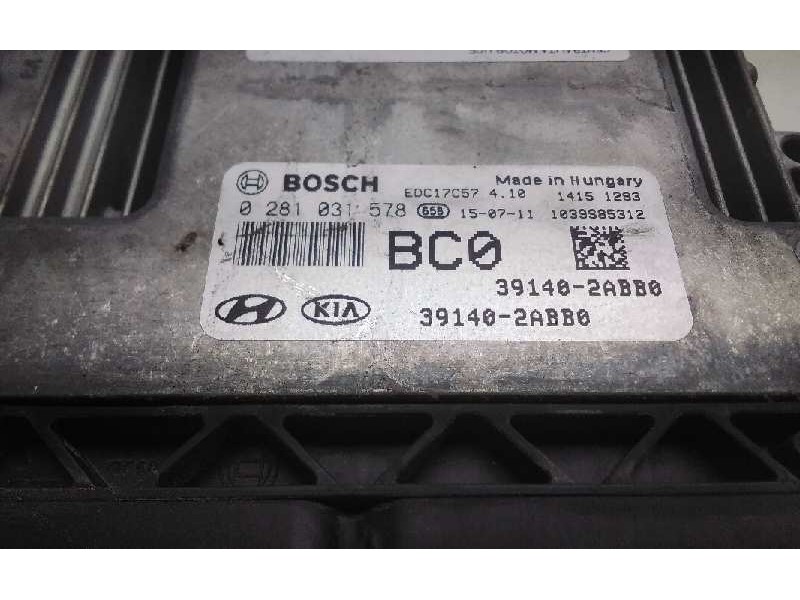 BOSCH EDC17C57 4.10 Made in Hungary
1415 1283
0 281 031 578 55B 15-07-11 1039S85312
BC0
39140-2ABB0
KIA 39140-2ABB0